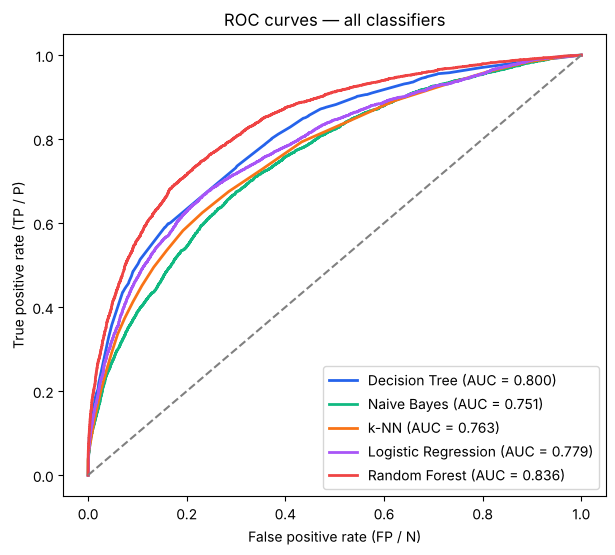 ROC curves — all classifiers
True positive rate (TP / P)
1.0
0.8
0.6
0.4
0.2
0.0
Decision Tree (AUC = 0.800)
Naive Bayes (AUC = 0.751)
k-NN (AUC = 0.763)
Logistic Regression (AUC = 0.779)
Random Forest (AUC = 0.836)
0.0 0.2 0.4 0.6 0.8 1.0
False positive rate (FP / N)